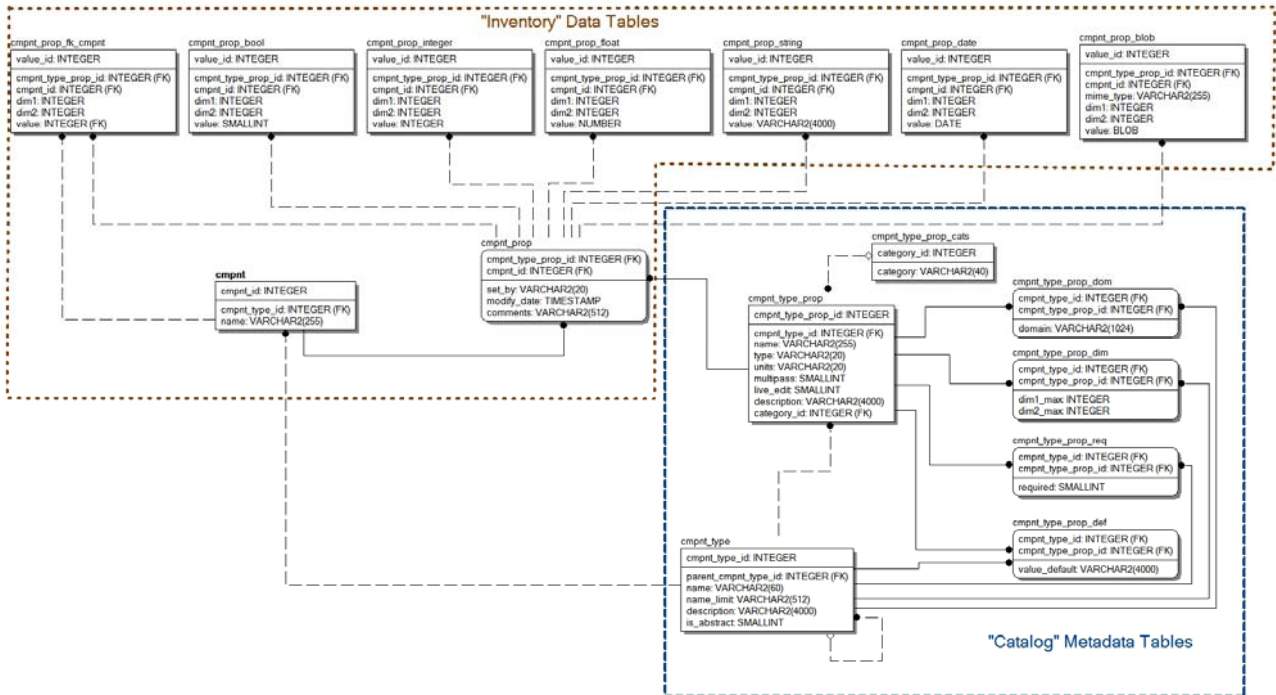 "Inventory" Data Tables
cmpnt_prop_fk_cmpnt
value_id: INTEGER
cmpnt_type_prop_id: INTEGER (FK)
cmpnt_id: INTEGER (FK)
dim1: INTEGER
dim2: INTEGER
value: INTEGER (FK)
cmpnt_prop_bool
value_id: INTEGER
cmpnt_type_prop_id: INTEGER (FK)
cmpnt_id: INTEGER (FK)
dim1: INTEGER
dim2: INTEGER
value: SMALLINT
cmpnt_prop_integer
value_id: INTEGER
cmpnt_type_prop_id: INTEGER (FK)
cmpnt_id: INTEGER (FK)
dim1: INTEGER
dim2: INTEGER
value: INTEGER
cmpnt_prop_float
value_id: INTEGER
cmpnt_type_prop_id: INTEGER (FK)
cmpnt_id: INTEGER (FK)
dim1: INTEGER
dim2: INTEGER
value: NUMBER
cmpnt_prop_string
value_id: INTEGER
cmpnt_type_prop_id: INTEGER (FK)
cmpnt_id: INTEGER (FK)
dim1: INTEGER
dim2: INTEGER
value: VARCHAR2(4000)
cmpnt_prop_date
value_id: INTEGER
cmpnt_type_prop_id: INTEGER (FK)
cmpnt_id: INTEGER (FK)
dim1: INTEGER
dim2: INTEGER
value: DATE
cmpnt_prop_blob
value_id: INTEGER
cmpnt_type_prop_id: INTEGER (FK)
cmpnt_id: INTEGER (FK)
mime_type: VARCHAR2(255)
dim1: INTEGER
dim2: INTEGER
value: BLOB
cmpnt_prop
cmpnt_type_prop_id: INTEGER (FK)
cmpnt_id: INTEGER (FK)
set_by: VARCHAR2(20)
modify_date: TIMESTAMP
comments: VARCHAR2(512)
cmpnt
cmpnt_id: INTEGER
cmpnt_type_id: INTEGER (FK)
name: VARCHAR2(255)
cmpnt_type_prop_cats
category_id: INTEGER
category: VARCHAR2(40)
cmpnt_type_prop
cmpnt_type_prop_id: INTEGER
cmpnt_type_id: INTEGER (FK)
name: VARCHAR2(255)
type: VARCHAR2(20)
units: VARCHAR2(20)
multipass: SMALLINT
live_edit: SMALLINT
description: VARCHAR2(4000)
category_id: INTEGER (FK)
cmpnt_type_prop_dom
cmpnt_type_id: INTEGER (FK)
cmpnt_type_prop_id: INTEGER (FK)
domain: VARCHAR2(1024)
cmpnt_type_prop_dim
cmpnt_type_id: INTEGER (FK)
cmpnt_type_prop_id: INTEGER (FK)
dim1_max: INTEGER
dim2_max: INTEGER
cmpnt_type_prop_req
cmpnt_type_id: INTEGER (FK)
cmpnt_type_prop_id: INTEGER (FK)
required: SMALLINT
cmpnt_type_prop_def
cmpnt_type_id: INTEGER (FK)
cmpnt_type_prop_id: INTEGER (FK)
value_default: VARCHAR2(4000)
cmpnt_type
cmpnt_type_id: INTEGER
parent_cmpnt_type_id: INTEGER (FK)
name: VARCHAR2(60)
name_limit: VARCHAR2(512)
description: VARCHAR2(4000)
is_abstract: SMALLINT
"Catalog" Metadata Tables